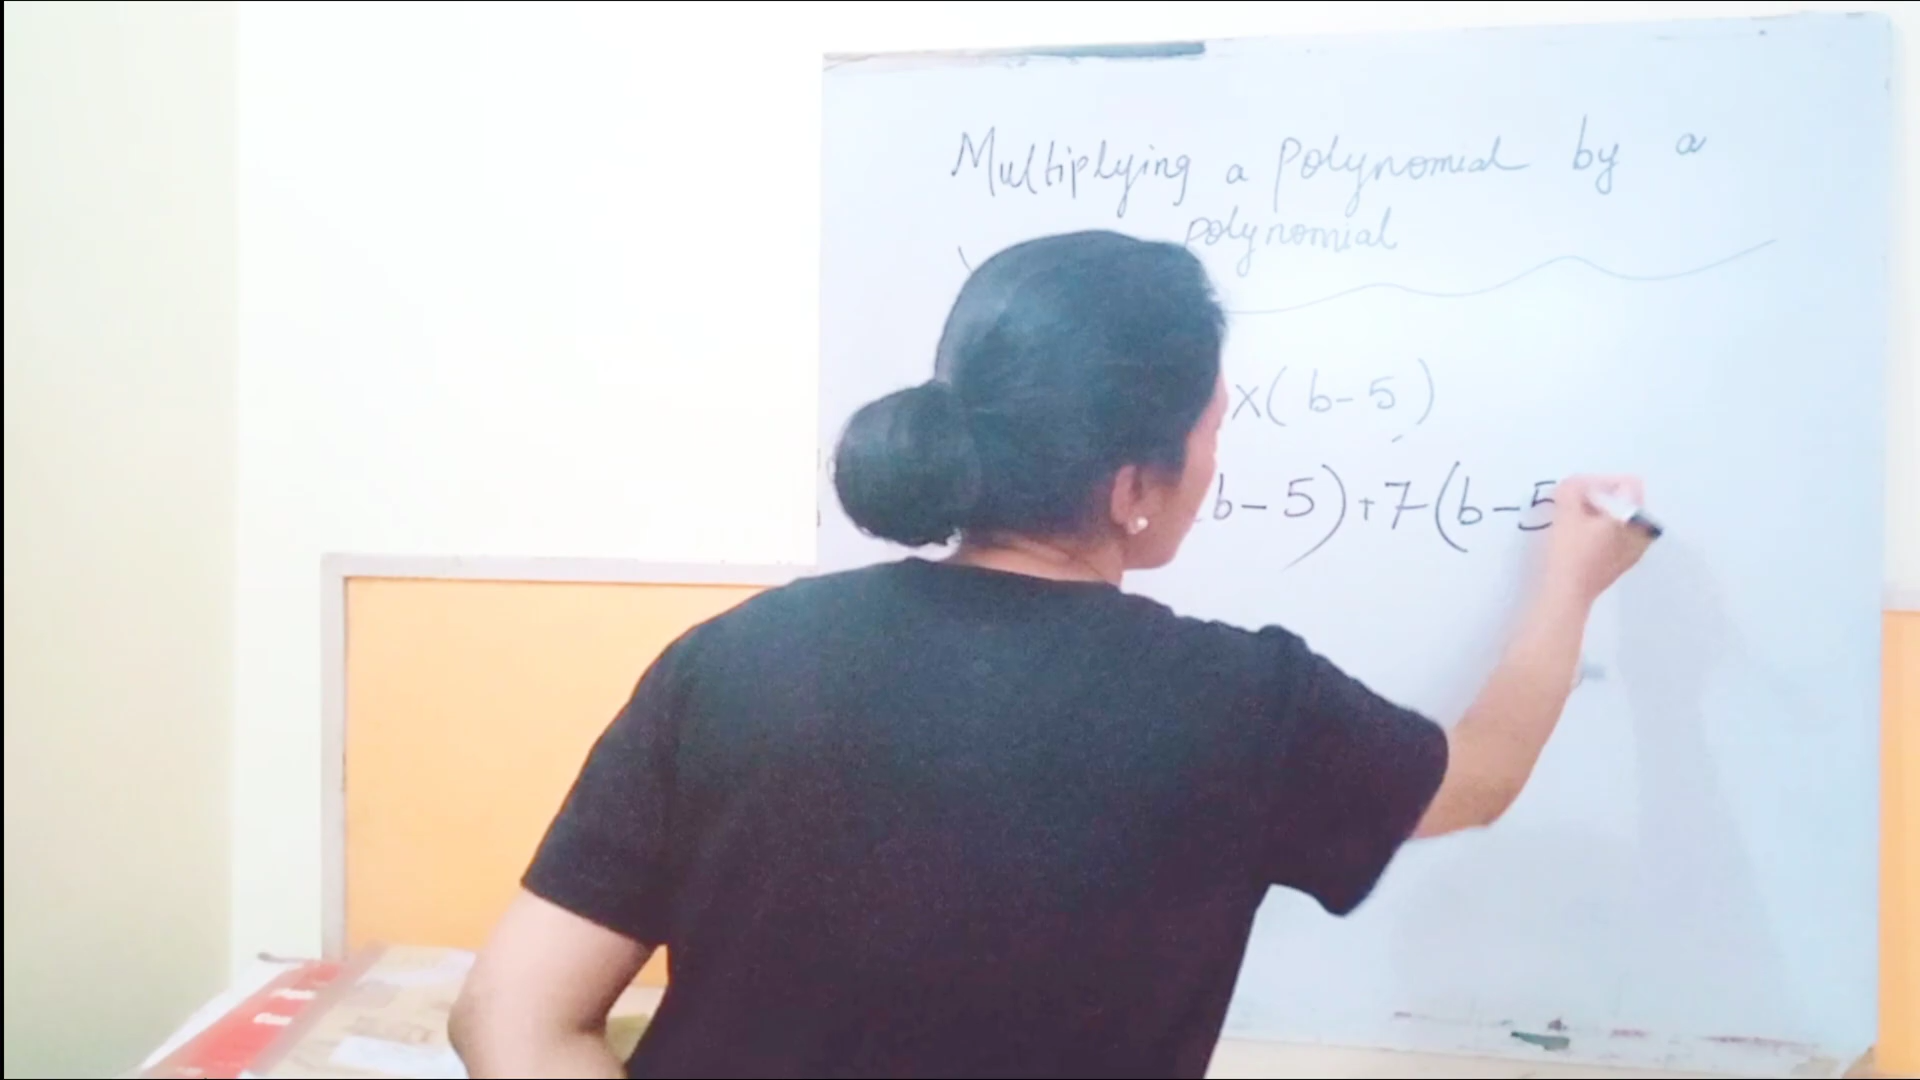 Multiplying a polynomial by a
polynomial
x(b-5)
b-5)+7(b-5